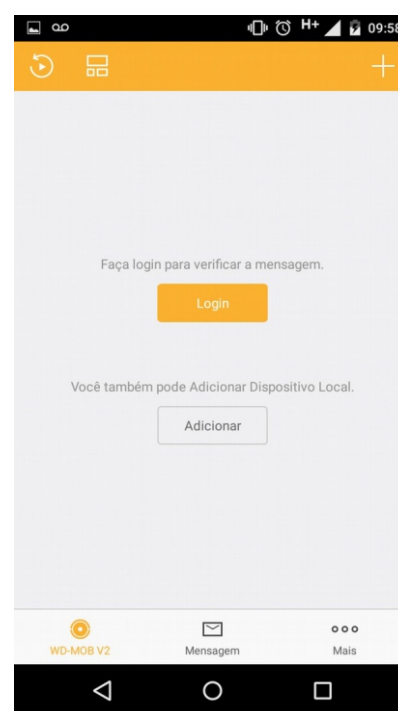 H+ 09:58
Faça login para verificar a mensagem.
Login
Você também pode Adicionar Dispositivo Local.
Adicionar
WD-MOB V2 Mensagem Mais